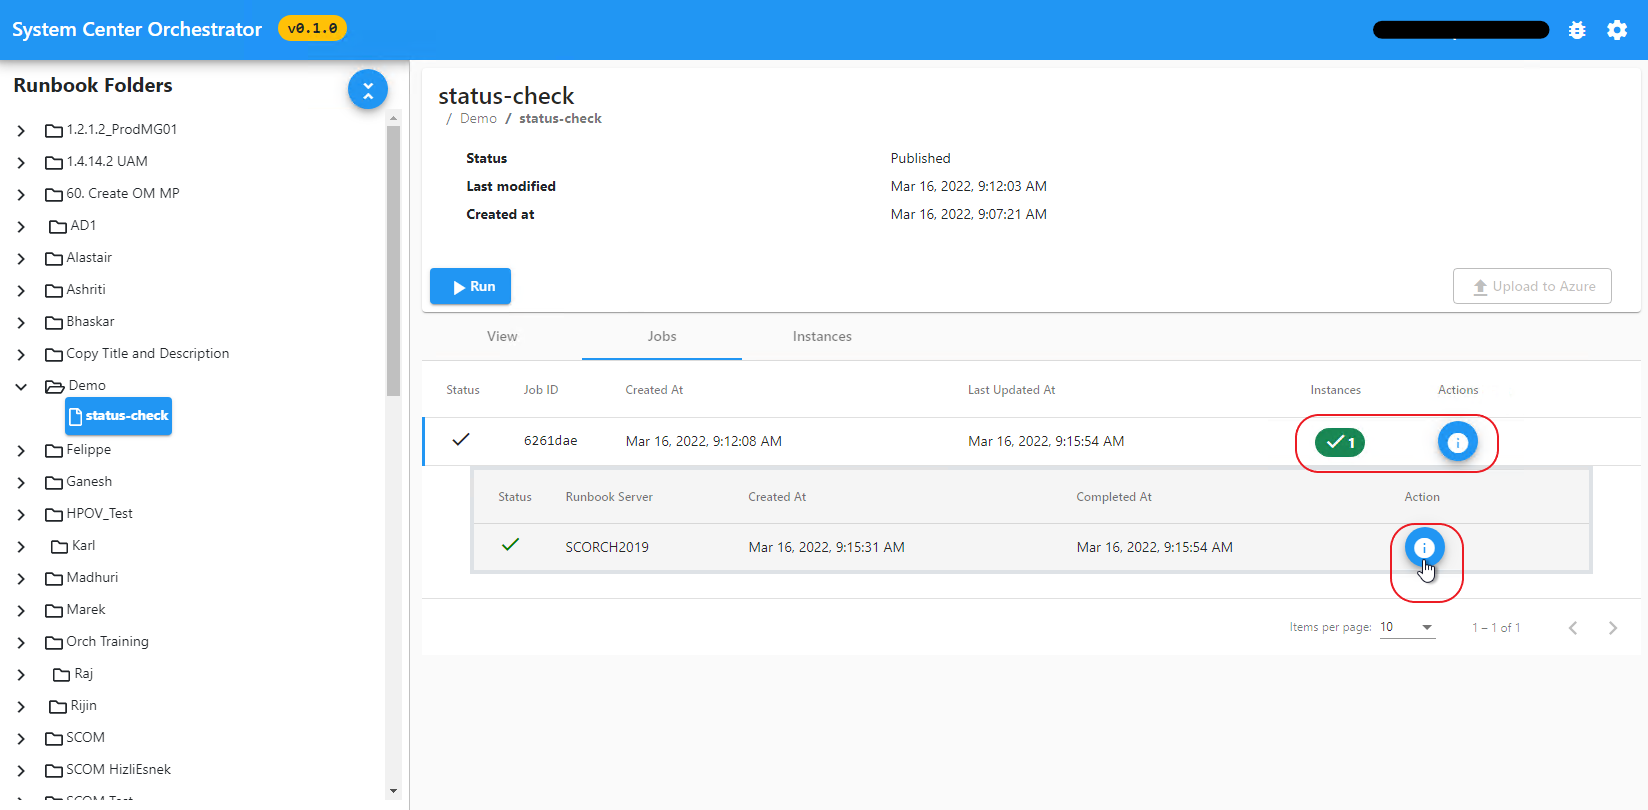 System Center Orchestrator v0.1.0
Runbook Folders
1.2.1.2_ProdMG01
1.4.14.2 UAM
60. Create OM MP
AD1
Alastair
Ashriti
Bhaskar
Copy Title and Description
Demo
status-check
Felippe
Ganesh
HPOV_Test
Karl
Madhuri
Marek
Orch Training
Raj
Rijin
SCOM
SCOM HizliEsnek
SCOM Test
status-check
/ Demo / status-check
Status Published
Last modified Mar 16, 2022, 9:12:03 AM
Created at Mar 16, 2022, 9:07:21 AM
Run Upload to Azure
View Jobs Instances
Status Job ID Created At Last Updated At Instances Actions
6261dae Mar 16, 2022, 9:12:08 AM Mar 16, 2022, 9:15:54 AM 1
Status Runbook Server Created At Completed At Action
SCORCH2019 Mar 16, 2022, 9:15:31 AM Mar 16, 2022, 9:15:54 AM
Items per page: 10 1 – 1 of 1